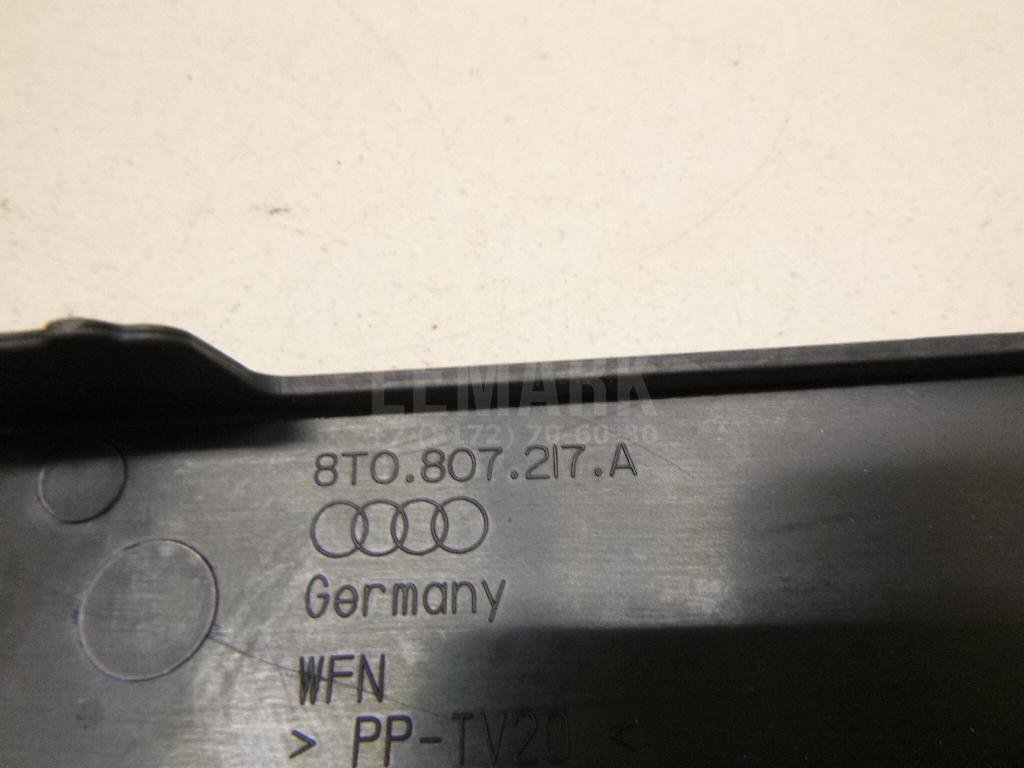 LEMARK
8T0.807.217.A
Germany
WFN
> PP-TV20 <